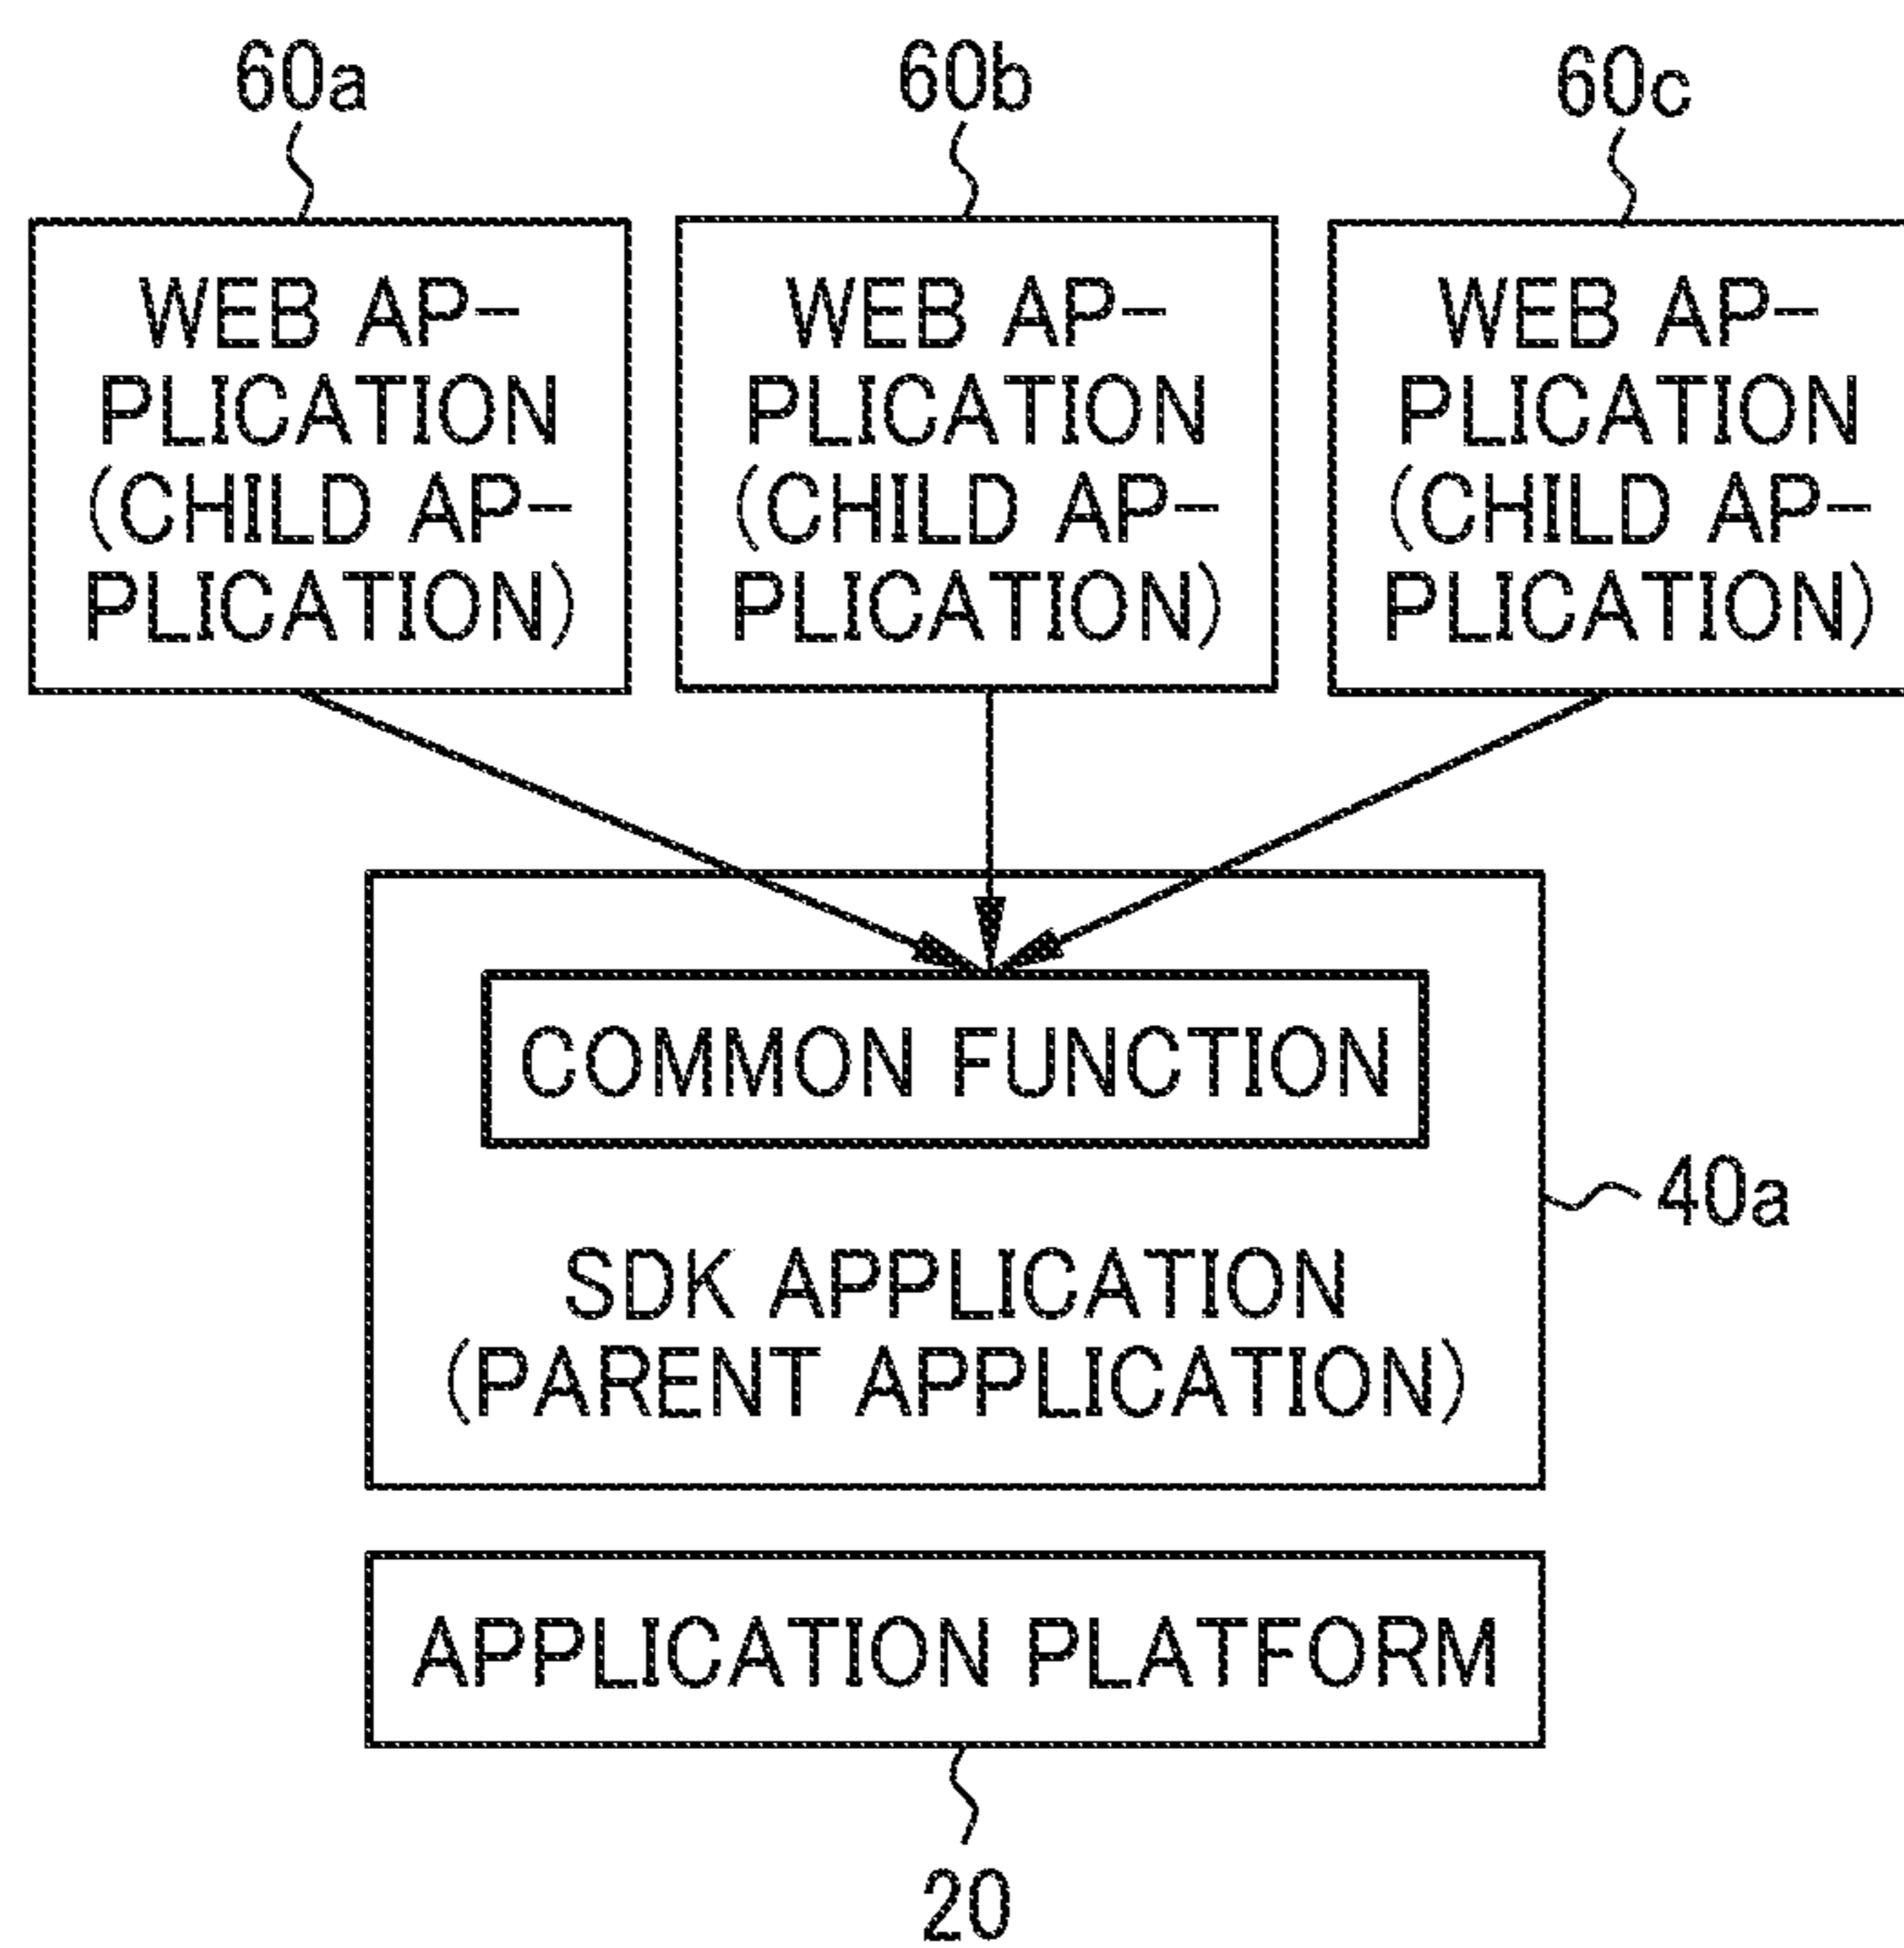 60a
60b
60c
WEB AP-
PLICATION
(CHILD AP-
PLICATION)
WEB AP-
PLICATION
(CHILD AP-
PLICATION)
WEB AP-
PLICATION
(CHILD AP-
PLICATION)
COMMON FUNCTION
40a
SDK APPLICATION
(PARENT APPLICATION)
APPLICATION PLATFORM
20